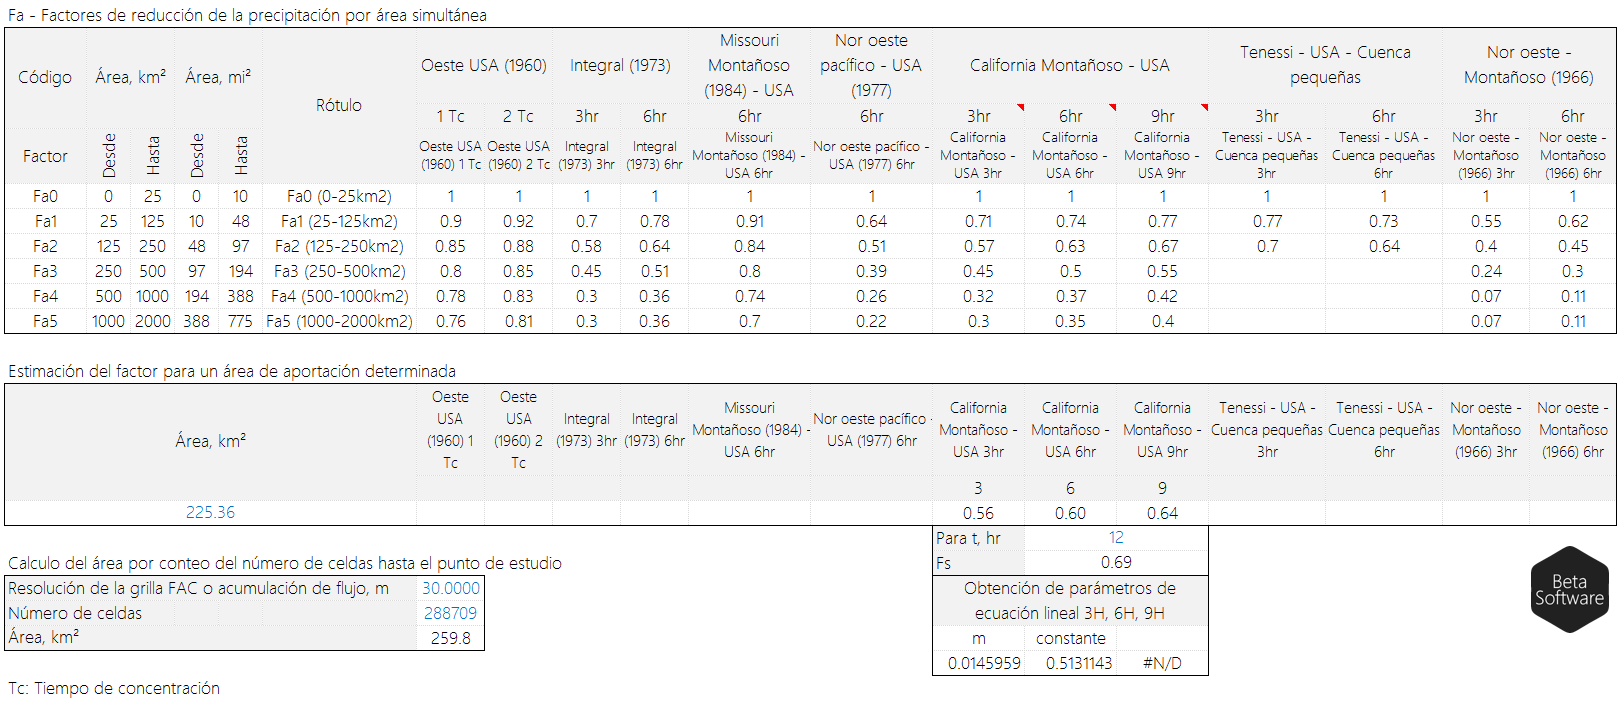 Fa - Factores de reducción de la precipitación por área simultánea
Código Área, km² Área, mi² Rótulo Oeste USA (1960) Integral (1973) Missouri Montañoso (1984) - USA Nor oeste pacífico - USA (1977) California Montañoso - USA Tenessi - USA - Cuenca pequeñas Nor oeste - Montañoso (1966)
1 Tc 2 Tc 3hr 6hr 6hr 6hr 3hr 6hr 9hr 3hr 6hr 3hr 6hr
Factor Desde Hasta Desde Hasta Oeste USA (1960) 1 Tc Oeste USA (1960) 2 Tc Integral (1973) 3hr Integral (1973) 6hr Missouri Montañoso (1984) - USA 6hr Nor oeste pacífico - USA (1977) 6hr California Montañoso - USA 3hr California Montañoso - USA 6hr California Montañoso - USA 9hr Tenessi - USA - Cuenca pequeñas 3hr Tenessi - USA - Cuenca pequeñas 6hr Nor oeste - Montañoso (1966) 3hr Nor oeste - Montañoso (1966) 6hr
Fa0 0 25 0 10 Fa0 (0-25km2) 1 1 1 1 1 1 1 1 1 1 1 1 1
Fa1 25 125 10 48 Fa1 (25-125km2) 0.9 0.92 0.7 0.78 0.91 0.64 0.71 0.74 0.77 0.77 0.73 0.55 0.62
Fa2 125 250 48 97 Fa2 (125-250km2) 0.85 0.88 0.58 0.64 0.84 0.51 0.57 0.63 0.67 0.7 0.64 0.4 0.45
Fa3 250 500 97 194 Fa3 (250-500km2) 0.8 0.85 0.45 0.51 0.8 0.39 0.45 0.5 0.55 0.24 0.3
Fa4 500 1000 194 388 Fa4 (500-1000km2) 0.78 0.83 0.3 0.36 0.74 0.26 0.32 0.37 0.42 0.07 0.11
Fa5 1000 2000 388 775 Fa5 (1000-2000km2) 0.76 0.81 0.3 0.36 0.7 0.22 0.3 0.35 0.4 0.07 0.11
Estimación del factor para un área de aportación determinada
Área, km² Oeste USA (1960) 1 Tc Oeste USA (1960) 2 Tc Integral (1973) 3hr Integral (1973) 6hr Missouri Montañoso (1984) - USA 6hr Nor oeste pacífico - USA (1977) 6hr California Montañoso - USA 3hr California Montañoso - USA 6hr California Montañoso - USA 9hr Tenessi - USA - Cuenca pequeñas 3hr Tenessi - USA - Cuenca pequeñas 6hr Nor oeste - Montañoso (1966) 3hr Nor oeste - Montañoso (1966) 6hr
3 6 9
225.36 0.56 0.60 0.64
Para t, hr 12
Fs 0.69
Obtención de parámetros de
ecuación lineal 3H, 6H, 9H
m constante
0.0145959 0.5131143 #N/D
Calculo del área por conteo del número de celdas hasta el punto de estudio
Resolución de la grilla FAC o acumulación de flujo, m 30.0000
Número de celdas 288709
Área, km² 259.8
Tc: Tiempo de concentración
Beta
Software